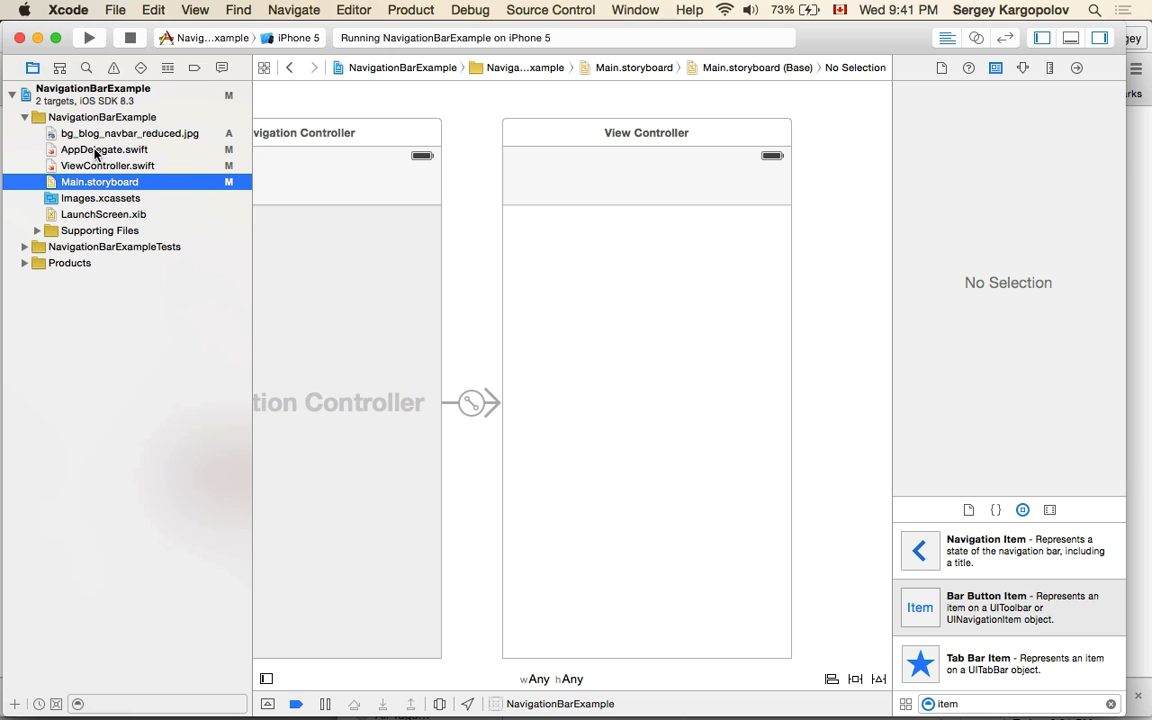 Xcode File Edit View Find Navigate Editor Product Debug Source Control Window Help 73% Wed 9:41 PM Sergey Kargopolov
Navig...xample iPhone 5 Running NavigationBarExample on iPhone 5
NavigationBarExample Naviga...xample Main.storyboard Main.storyboard (Base) No Selection
NavigationBarExample M
2 targets, iOS SDK 8.3
NavigationBarExample
bg_blog_navbar_reduced.jpg A
AppDelegate.swift M
ViewController.swift M
Main.storyboard M
Images.xcassets
LaunchScreen.xib
Supporting Files
NavigationBarExampleTests
Products
vigation Controller
tion Controller
View Controller
wAny hAny
NavigationBarExample
No Selection
Navigation Item - Represents a
state of the navigation bar, including
a title.
Item
Bar Button Item - Represents an
item on a UIToolbar or
UINavigationItem object.
Tab Bar Item - Represents an item
on a UITabBar object.
item
gey
rks